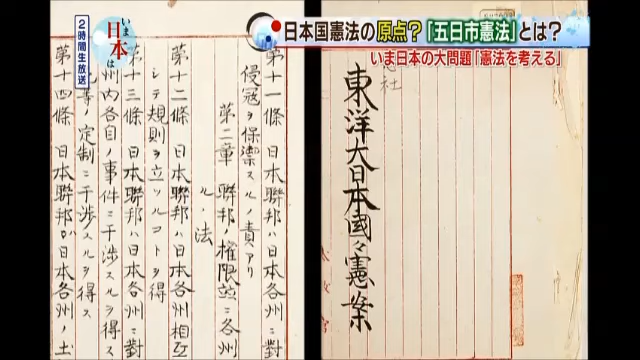 いま日本は
2時間生放送
日本国憲法の原点?「五日市憲法」とは?
いま日本の大問題「憲法を考える」
社
東洋大日本國々憲案
第十一條 日本聯邦ハ日本各州ニ對
侵冦ヲ保禦スルノ責アリ
第二章 聯邦ノ權限並ニ各州
ル、法
第十二條 日本聯邦ハ日本各州相互
シテ規則ヲ立ツルコトヲ得
第十三條 日本聯邦ハ日本各州ニ對
州内各自ノ事件ニ干渉スルヲ得ス
等ノ定制ニ干渉スルヲ得ス
第十四條 日本聯邦ハ日本各州ノ土